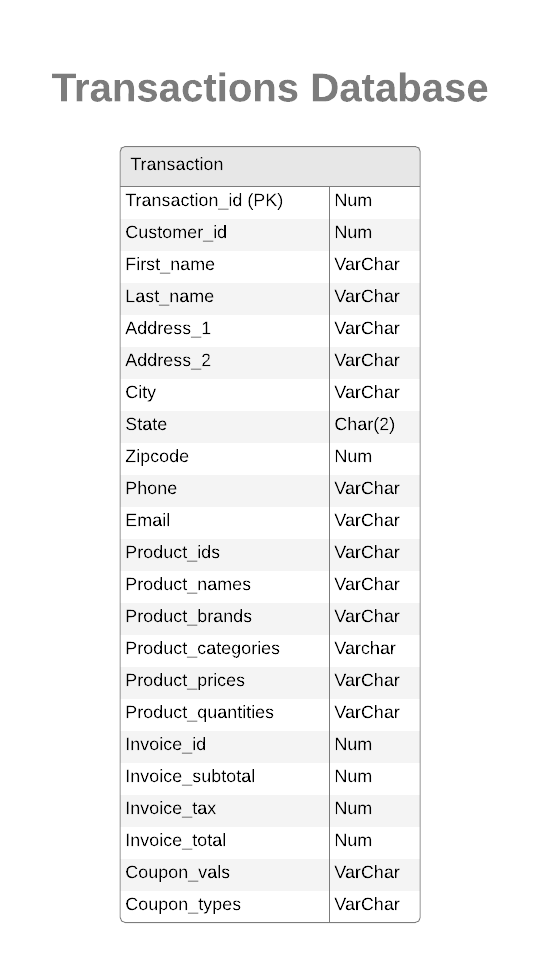 Transactions Database
Transaction
Transaction_id (PK) Num
Customer_id Num
First_name VarChar
Last_name VarChar
Address_1 VarChar
Address_2 VarChar
City VarChar
State Char(2)
Zipcode Num
Phone VarChar
Email VarChar
Product_ids VarChar
Product_names VarChar
Product_brands VarChar
Product_categories Varchar
Product_prices VarChar
Product_quantities VarChar
Invoice_id Num
Invoice_subtotal Num
Invoice_tax Num
Invoice_total Num
Coupon_vals VarChar
Coupon_types VarChar